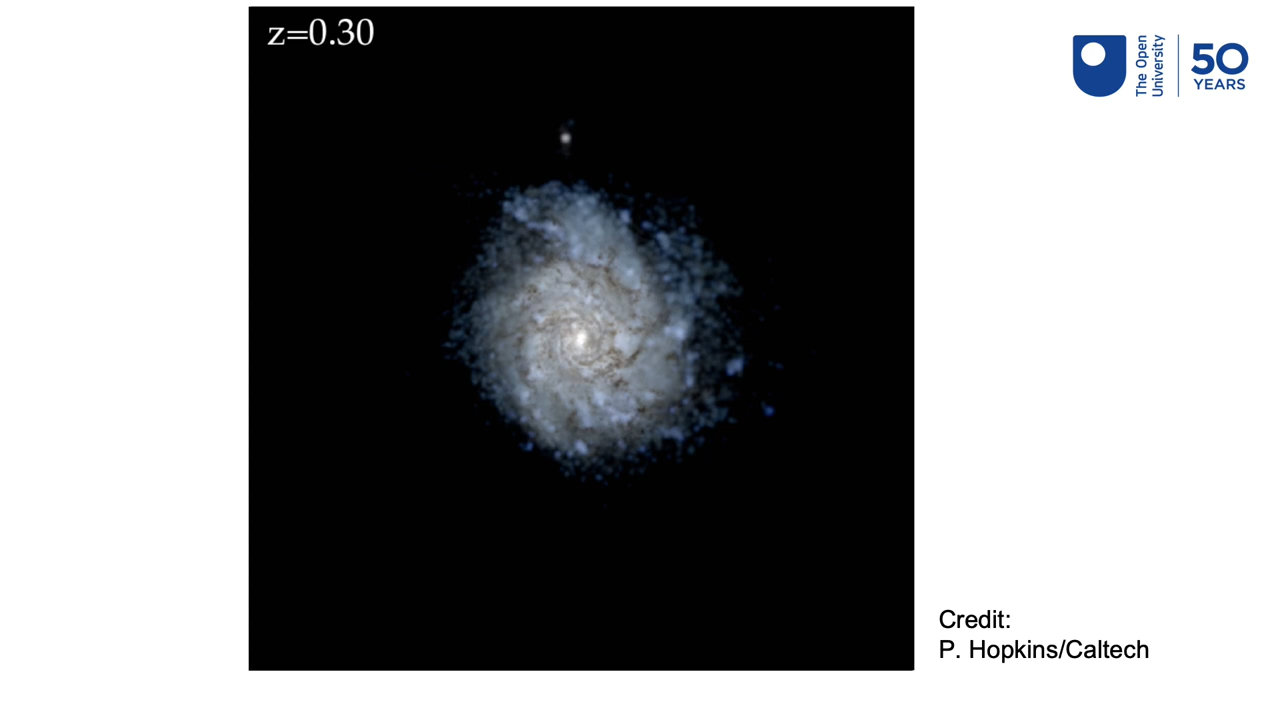 z=0.30
The Open
University
50
YEARS
Credit:
P. Hopkins/Caltech